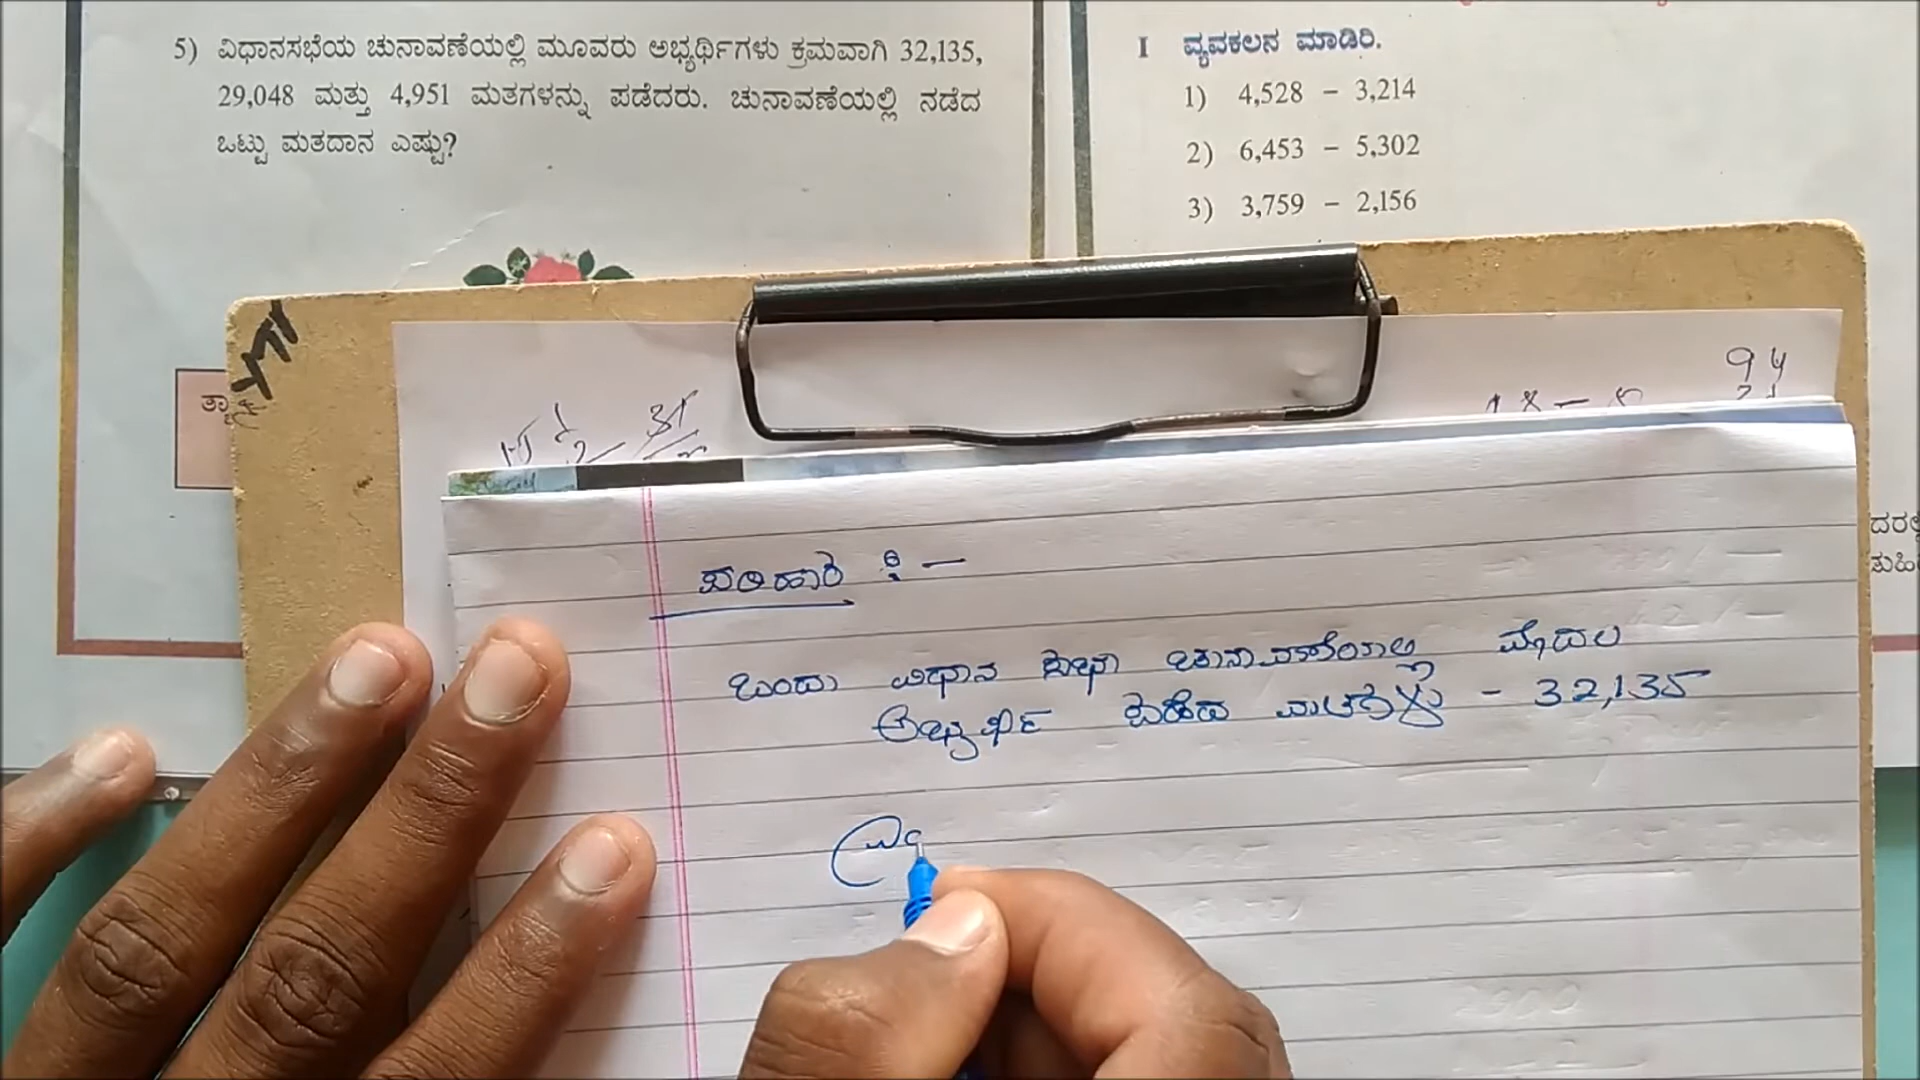 5) ವಿಧಾನಸಭೆಯ ಚುನಾವಣೆಯಲ್ಲಿ ಮೂವರು ಅಭ್ಯರ್ಥಿಗಳು ಕ್ರಮವಾಗಿ 32,135,
29,048 ಮತ್ತು 4,951 ಮತಗಳನ್ನು ಪಡೆದರು. ಚುನಾವಣೆಯಲ್ಲಿ ನಡೆದ
ಒಟ್ಟು ಮತದಾನ ಎಷ್ಟು?
I ವ್ಯವಕಲನ ಮಾಡಿರಿ.
1) 4,528 – 3,214
2) 6,453 – 5,302
3) 3,759 – 2,156
94
ಪರಿಹಾರ :-
ಒಂದು ವಿಧಾನ ಸಭಾ ಚುನಾವಣೆಯಲ್ಲಿ ಮೊದಲ
ಅಭ್ಯರ್ಥಿ ಪಡೆದ ಮತಗಳು - 32,135